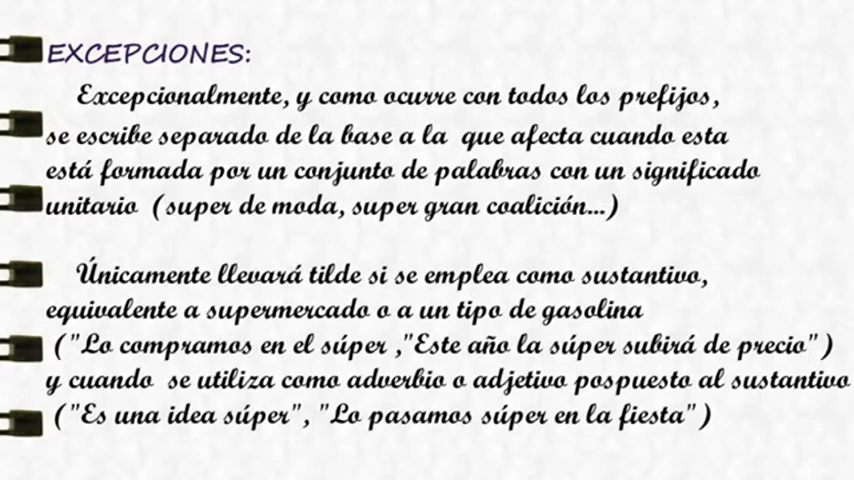 EXCEPCIONES:
Excepcionalmente, y como ocurre con todos los prefijos,
se escribe separado de la base a la que afecta cuando esta
está formada por un conjunto de palabras con un significado
unitario (super de moda, super gran coalición...)
Únicamente llevará tilde si se emplea como sustantivo,
equivalente a supermercado o a un tipo de gasolina
("Lo compramos en el súper ,"Este año la súper subirá de precio")
y cuando se utiliza como adverbio o adjetivo pospuesto al sustantivo
("Es una idea súper", "Lo pasamos súper en la fiesta")